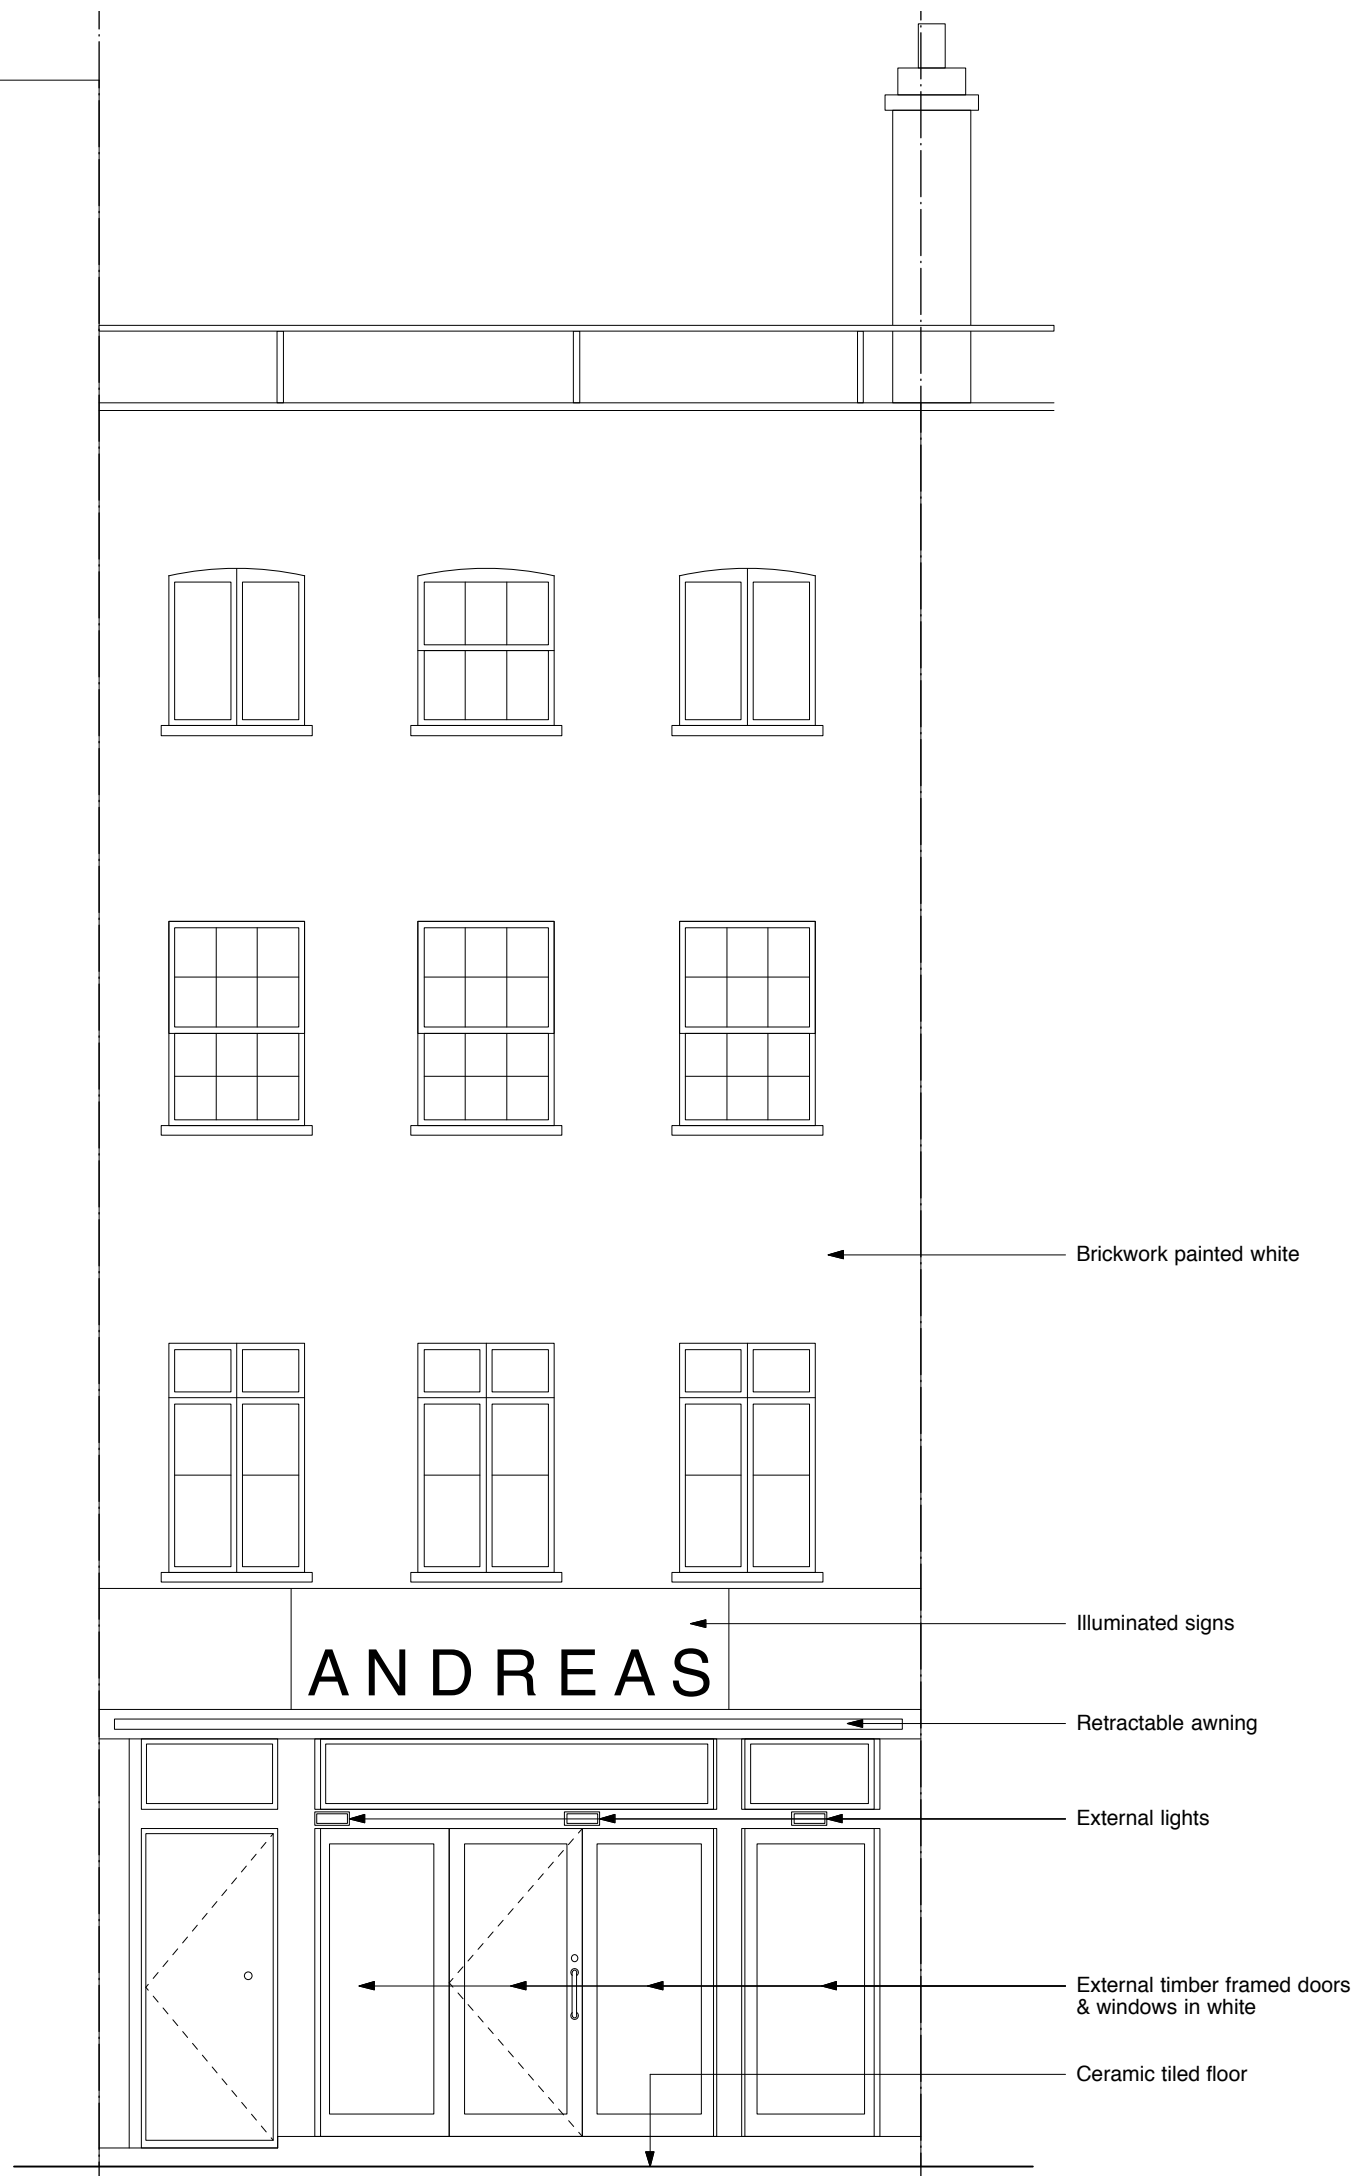 Brickwork painted white
Illuminated signs
ANDREAS
Retractable awning
External lights
External timber framed doors
& windows in white
Ceramic tiled floor